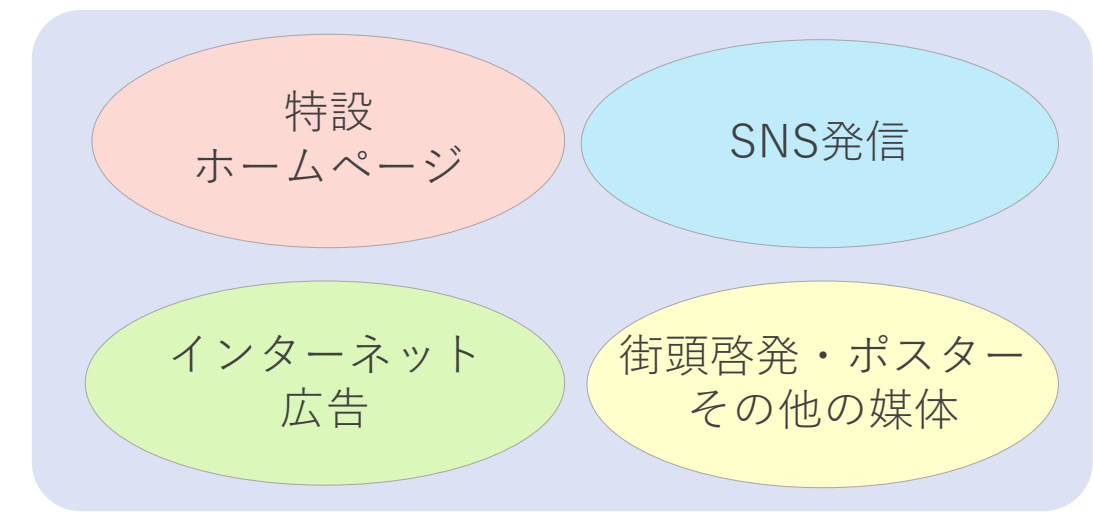 特設
ホームページ
SNS発信
インターネット
広告
街頭啓発・ポスター
その他の媒体